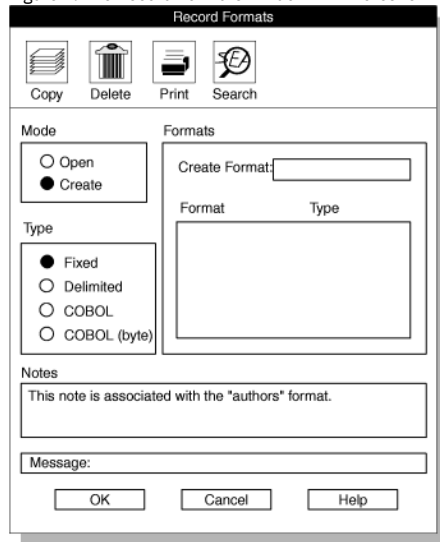 Record Formats
SEA
Copy Delete Print Search
Mode
Open
Create
Formats
Create Format:
Format Type
Type
Fixed
Delimited
COBOL
COBOL (byte)
Notes
This note is associated with the "authors" format.
Message:
OK Cancel Help